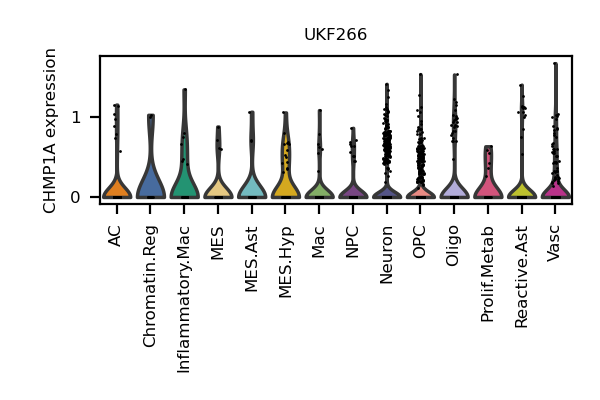 UKF266
CHMP1A expression
1
0
AC
Chromatin.Reg
Inflammatory.Mac
MES
MES.Ast
MES.Hyp
Mac
NPC
Neuron
OPC
Oligo
Prolif.Metab
Reactive.Ast
Vasc